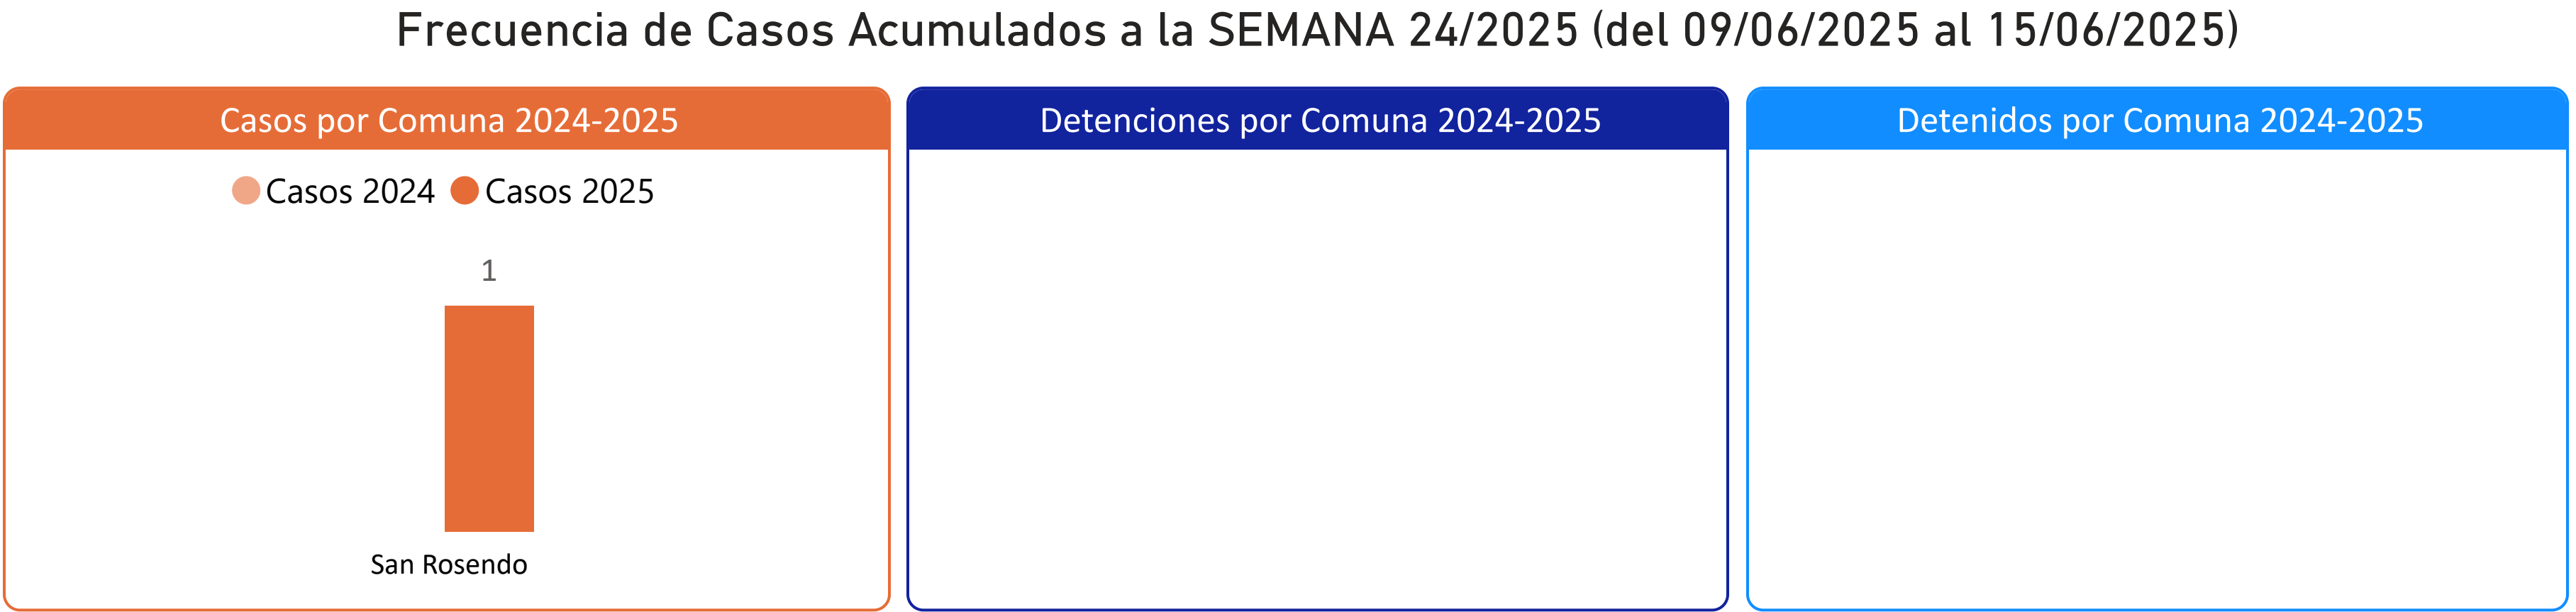 Frecuencia de Casos Acumulados a la SEMANA 24/2025 (del 09/06/2025 al 15/06/2025)
Casos por Comuna 2024-2025
Casos 2024 Casos 2025
1
San Rosendo
Detenciones por Comuna 2024-2025
Detenidos por Comuna 2024-2025